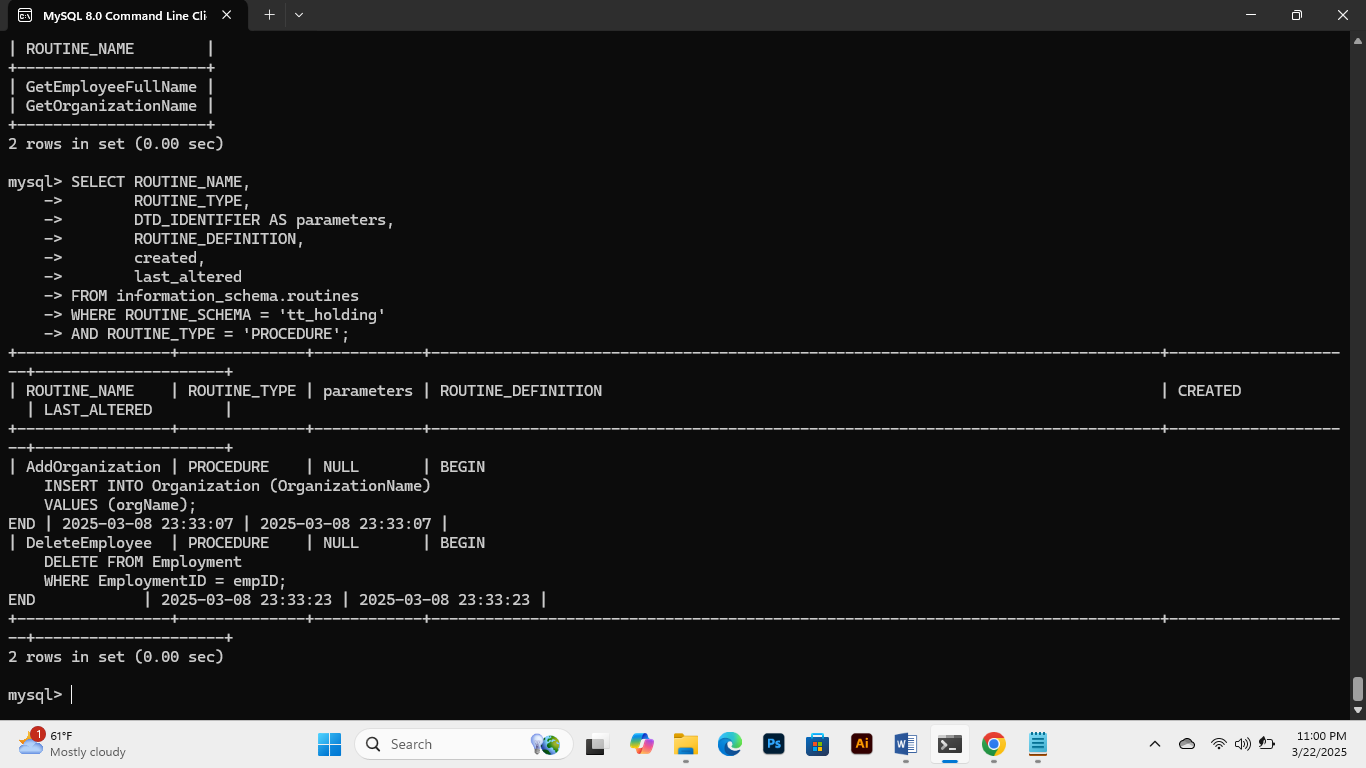 MySQL 8.0 Command Line Cli
| ROUTINE_NAME        |
+---------------------+
| GetEmployeeFullName |
| GetOrganizationName |
+---------------------+
2 rows in set (0.00 sec)
mysql> SELECT ROUTINE_NAME,
    ->        ROUTINE_TYPE,
    ->        DTD_IDENTIFIER AS parameters,
    ->        ROUTINE_DEFINITION,
    ->        created,
    ->        last_altered
    -> FROM information_schema.routines
    -> WHERE ROUTINE_SCHEMA = 'tt_holding'
    -> AND ROUTINE_TYPE = 'PROCEDURE';
+-----------------+--------------+------------+---------------------------------------------------------------------------------+-------------------
--+---------------------+
| ROUTINE_NAME    | ROUTINE_TYPE | parameters | ROUTINE_DEFINITION                                                              | CREATED
  | LAST_ALTERED        |
+-----------------+--------------+------------+---------------------------------------------------------------------------------+-------------------
--+---------------------+
| AddOrganization | PROCEDURE    | NULL       | BEGIN
    INSERT INTO Organization (OrganizationName)
    VALUES (orgName);
END | 2025-03-08 23:33:07 | 2025-03-08 23:33:07 |
| DeleteEmployee  | PROCEDURE    | NULL       | BEGIN
    DELETE FROM Employment
    WHERE EmploymentID = empID;
END            | 2025-03-08 23:33:23 | 2025-03-08 23:33:23 |
+-----------------+--------------+------------+---------------------------------------------------------------------------------+-------------------
--+---------------------+
2 rows in set (0.00 sec)
mysql>
1
61°F
Mostly cloudy
Search
Ps
Ai
W
11:00 PM
3/22/2025